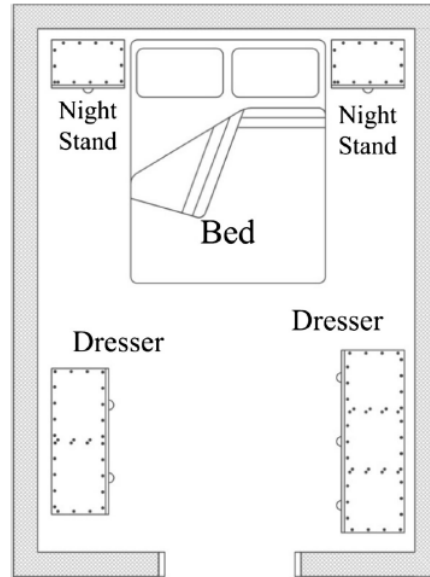 Night
Stand
Night
Stand
Bed
Dresser
Dresser